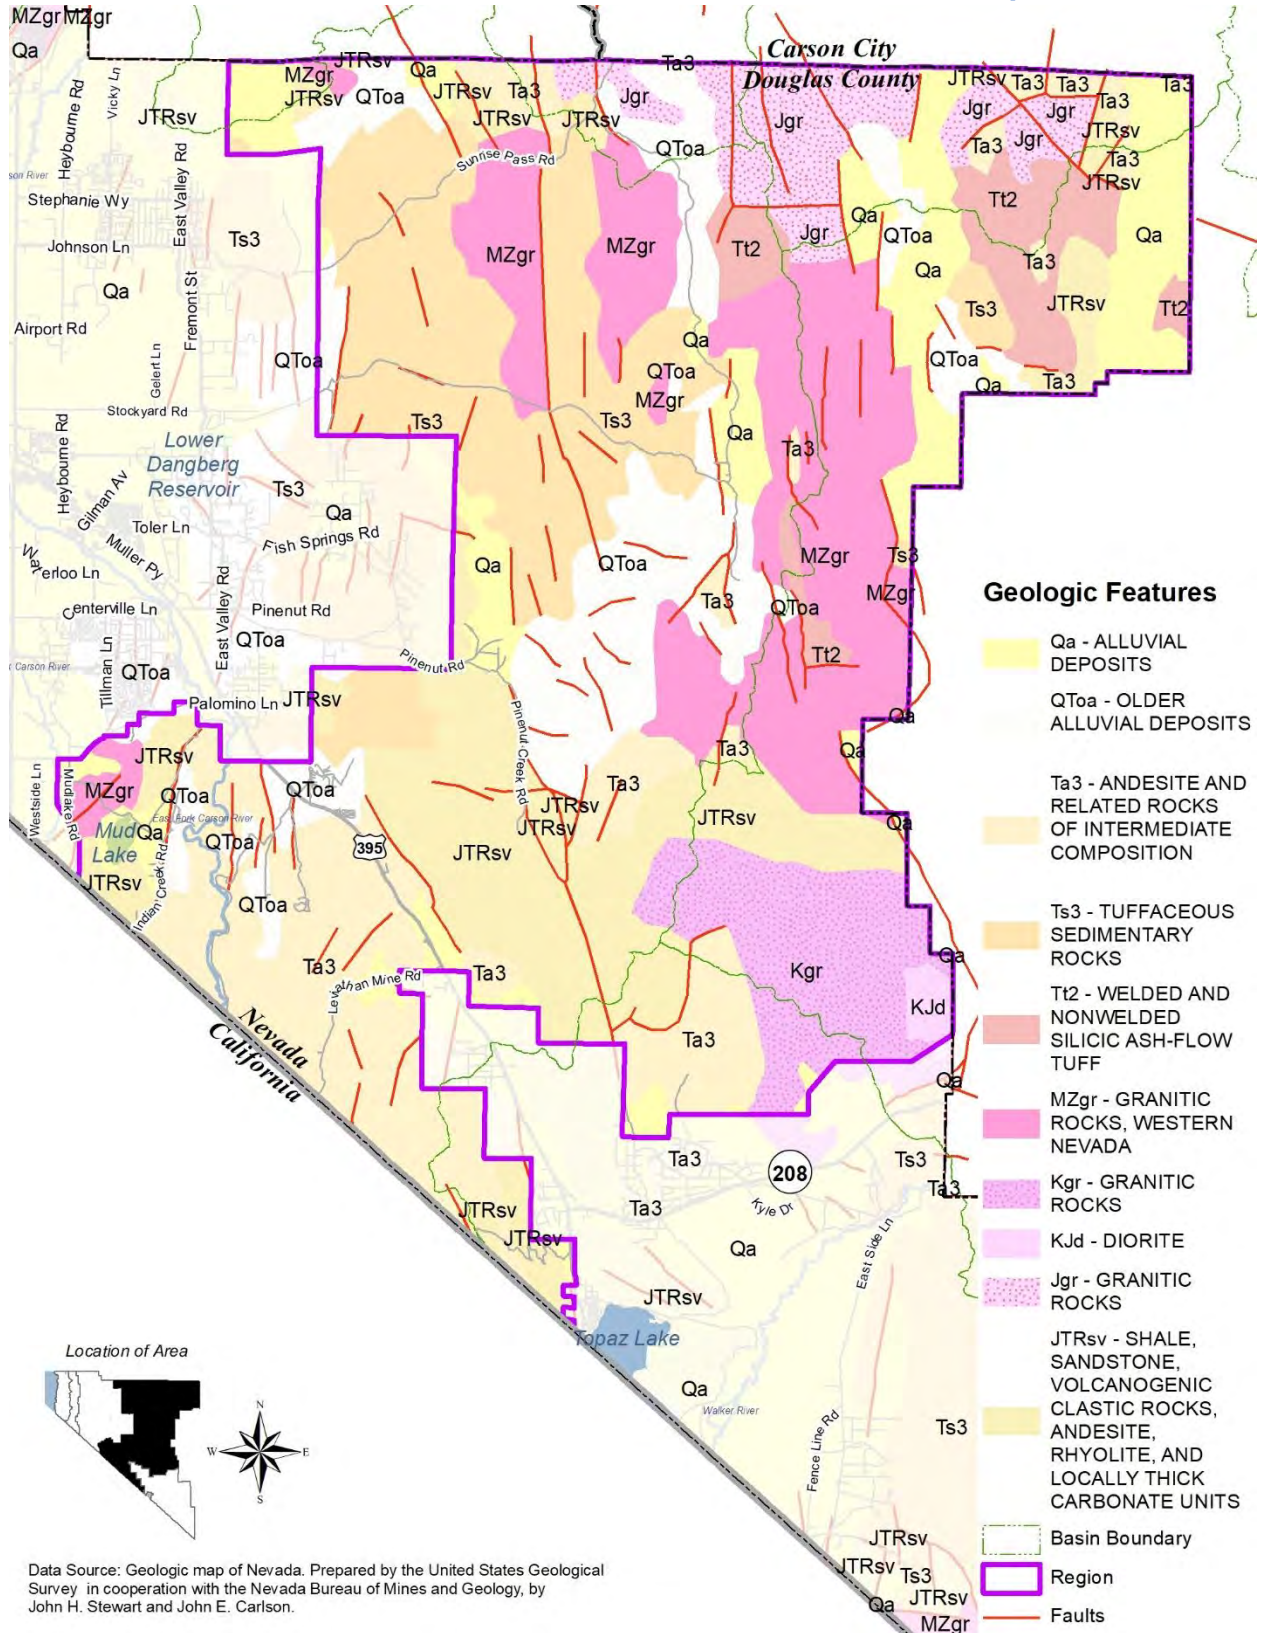 MZgr MZgr
Qa
Carson City
Douglas County
JTRsv
MZgr
JTRsv
QToa
Qa
JTRsv
Ta3
JTRsv
JTRsv
Jgr
Ta3
Jgr
QToa
JTRsv
Ta3
Ta3
Ta3
Ta3
Jgr
Jgr
Jgr
JTRsv
Ta3
Ta3
JTRsv
Heybourne Rd
Vicky Ln
JTRsv
East Valley Rd
Sunrise Pass Rd
Stephanie Wy
Johnson Ln
Ts3
MZgr
MZgr
Tt2
Jgr
Qa
QToa
Qa
Tt2
Ta3
Qa
Qa
Airport Rd
Fremont St
Gelert Ln
QToa
Qa
QToa
MZgr
Ts3
JTRsv
Tt2
QToa
Qa
Ta3
Stockyard Rd
Ts3
Ts3
Qa
Ta3
Heybourne Rd
Lower
Dangberg
Reservoir
Gilman Av
Ts3
Qa
Toler Ln
Fish Springs Rd
Muller Py
Waterloo Ln
Qa
QToa
MZgr
Ts3
MZgr
Ta3
QToa
Centerville Ln
East Valley Rd
Pinenut Rd
QToa
Tillman Ln
QToa
Pinenut Rd
Tt2
Palomino Ln
JTRsv
Pinenut Creek Rd
Qa
Qa
Ta3
Westside Ln
Mudlake Rd
JTRsv
MZgr
QToa
QToa
Ta3
JTRsv
JTRsv
JTRsv
Qa
Mud
Lake
Qa
East Fork Carson River
QToa
395
JTRsv
JTRsv
Indian Creek Rd
QToa
Ta3
Leviathan Mine Rd
Ta3
Kgr
Qa
KJd
Ta3
Qa
Nevada
California
Ta3
208
Ts3
Ta3
JTRsv
JTRsv
Ta3
Kyle Dr
Qa
East Side Ln
JTRsv
Topaz Lake
Qa
Walker River
Fence Line Rd
Ts3
JTRsv
JTRsv
Ts3
Qa
JTRsv
MZgr
Geologic Features
Qa - ALLUVIAL
DEPOSITS
QToa - OLDER
ALLUVIAL DEPOSITS
Ta3 - ANDESITE AND
RELATED ROCKS
OF INTERMEDIATE
COMPOSITION
Ts3 - TUFFACEOUS
SEDIMENTARY
ROCKS
Tt2 - WELDED AND
NONWELDED
SILICIC ASH-FLOW
TUFF
MZgr - GRANITIC
ROCKS, WESTERN
NEVADA
Kgr - GRANITIC
ROCKS
KJd - DIORITE
Jgr - GRANITIC
ROCKS
JTRsv - SHALE,
SANDSTONE,
VOLCANOGENIC
CLASTIC ROCKS,
ANDESITE,
RHYOLITE, AND
LOCALLY THICK
CARBONATE UNITS
Basin Boundary
Region
Faults
Location of Area
N
W
E
S
Data Source: Geologic map of Nevada. Prepared by the United States Geological
Survey in cooperation with the Nevada Bureau of Mines and Geology, by
John H. Stewart and John E. Carlson.